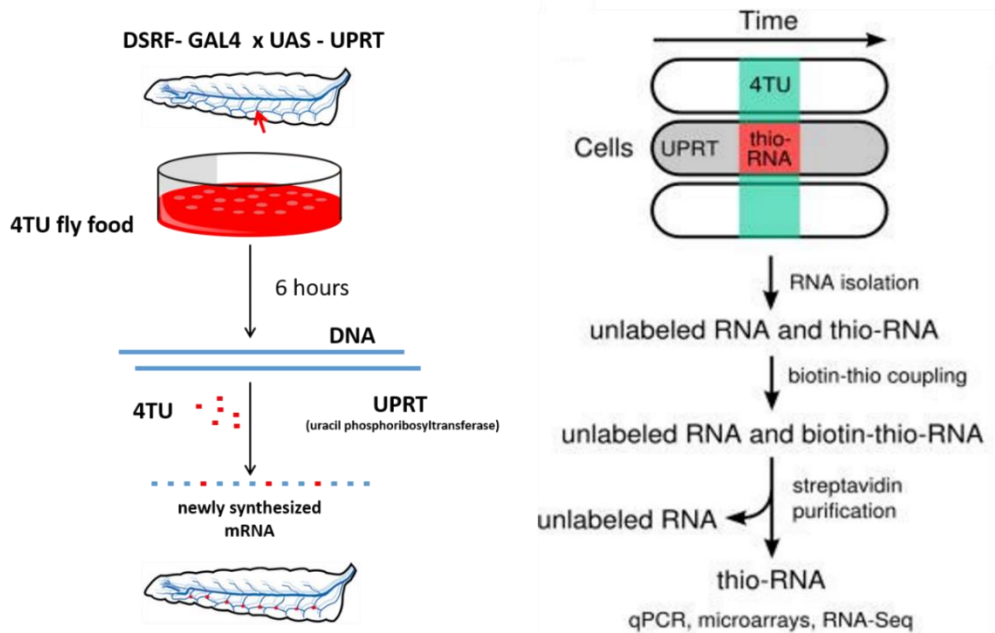 DSRF- GAL4 x UAS - UPRT
4TU fly food
6 hours
DNA
4TU
UPRT
(uracil phosphoribosyltransferase)
newly synthesized
mRNA
Time
4TU
Cells
UPRT
thio-
RNA
RNA isolation
unlabeled RNA and thio-RNA
biotin-thio coupling
unlabeled RNA and biotin-thio-RNA
streptavidin
purification
unlabeled RNA
thio-RNA
qPCR, microarrays, RNA-Seq